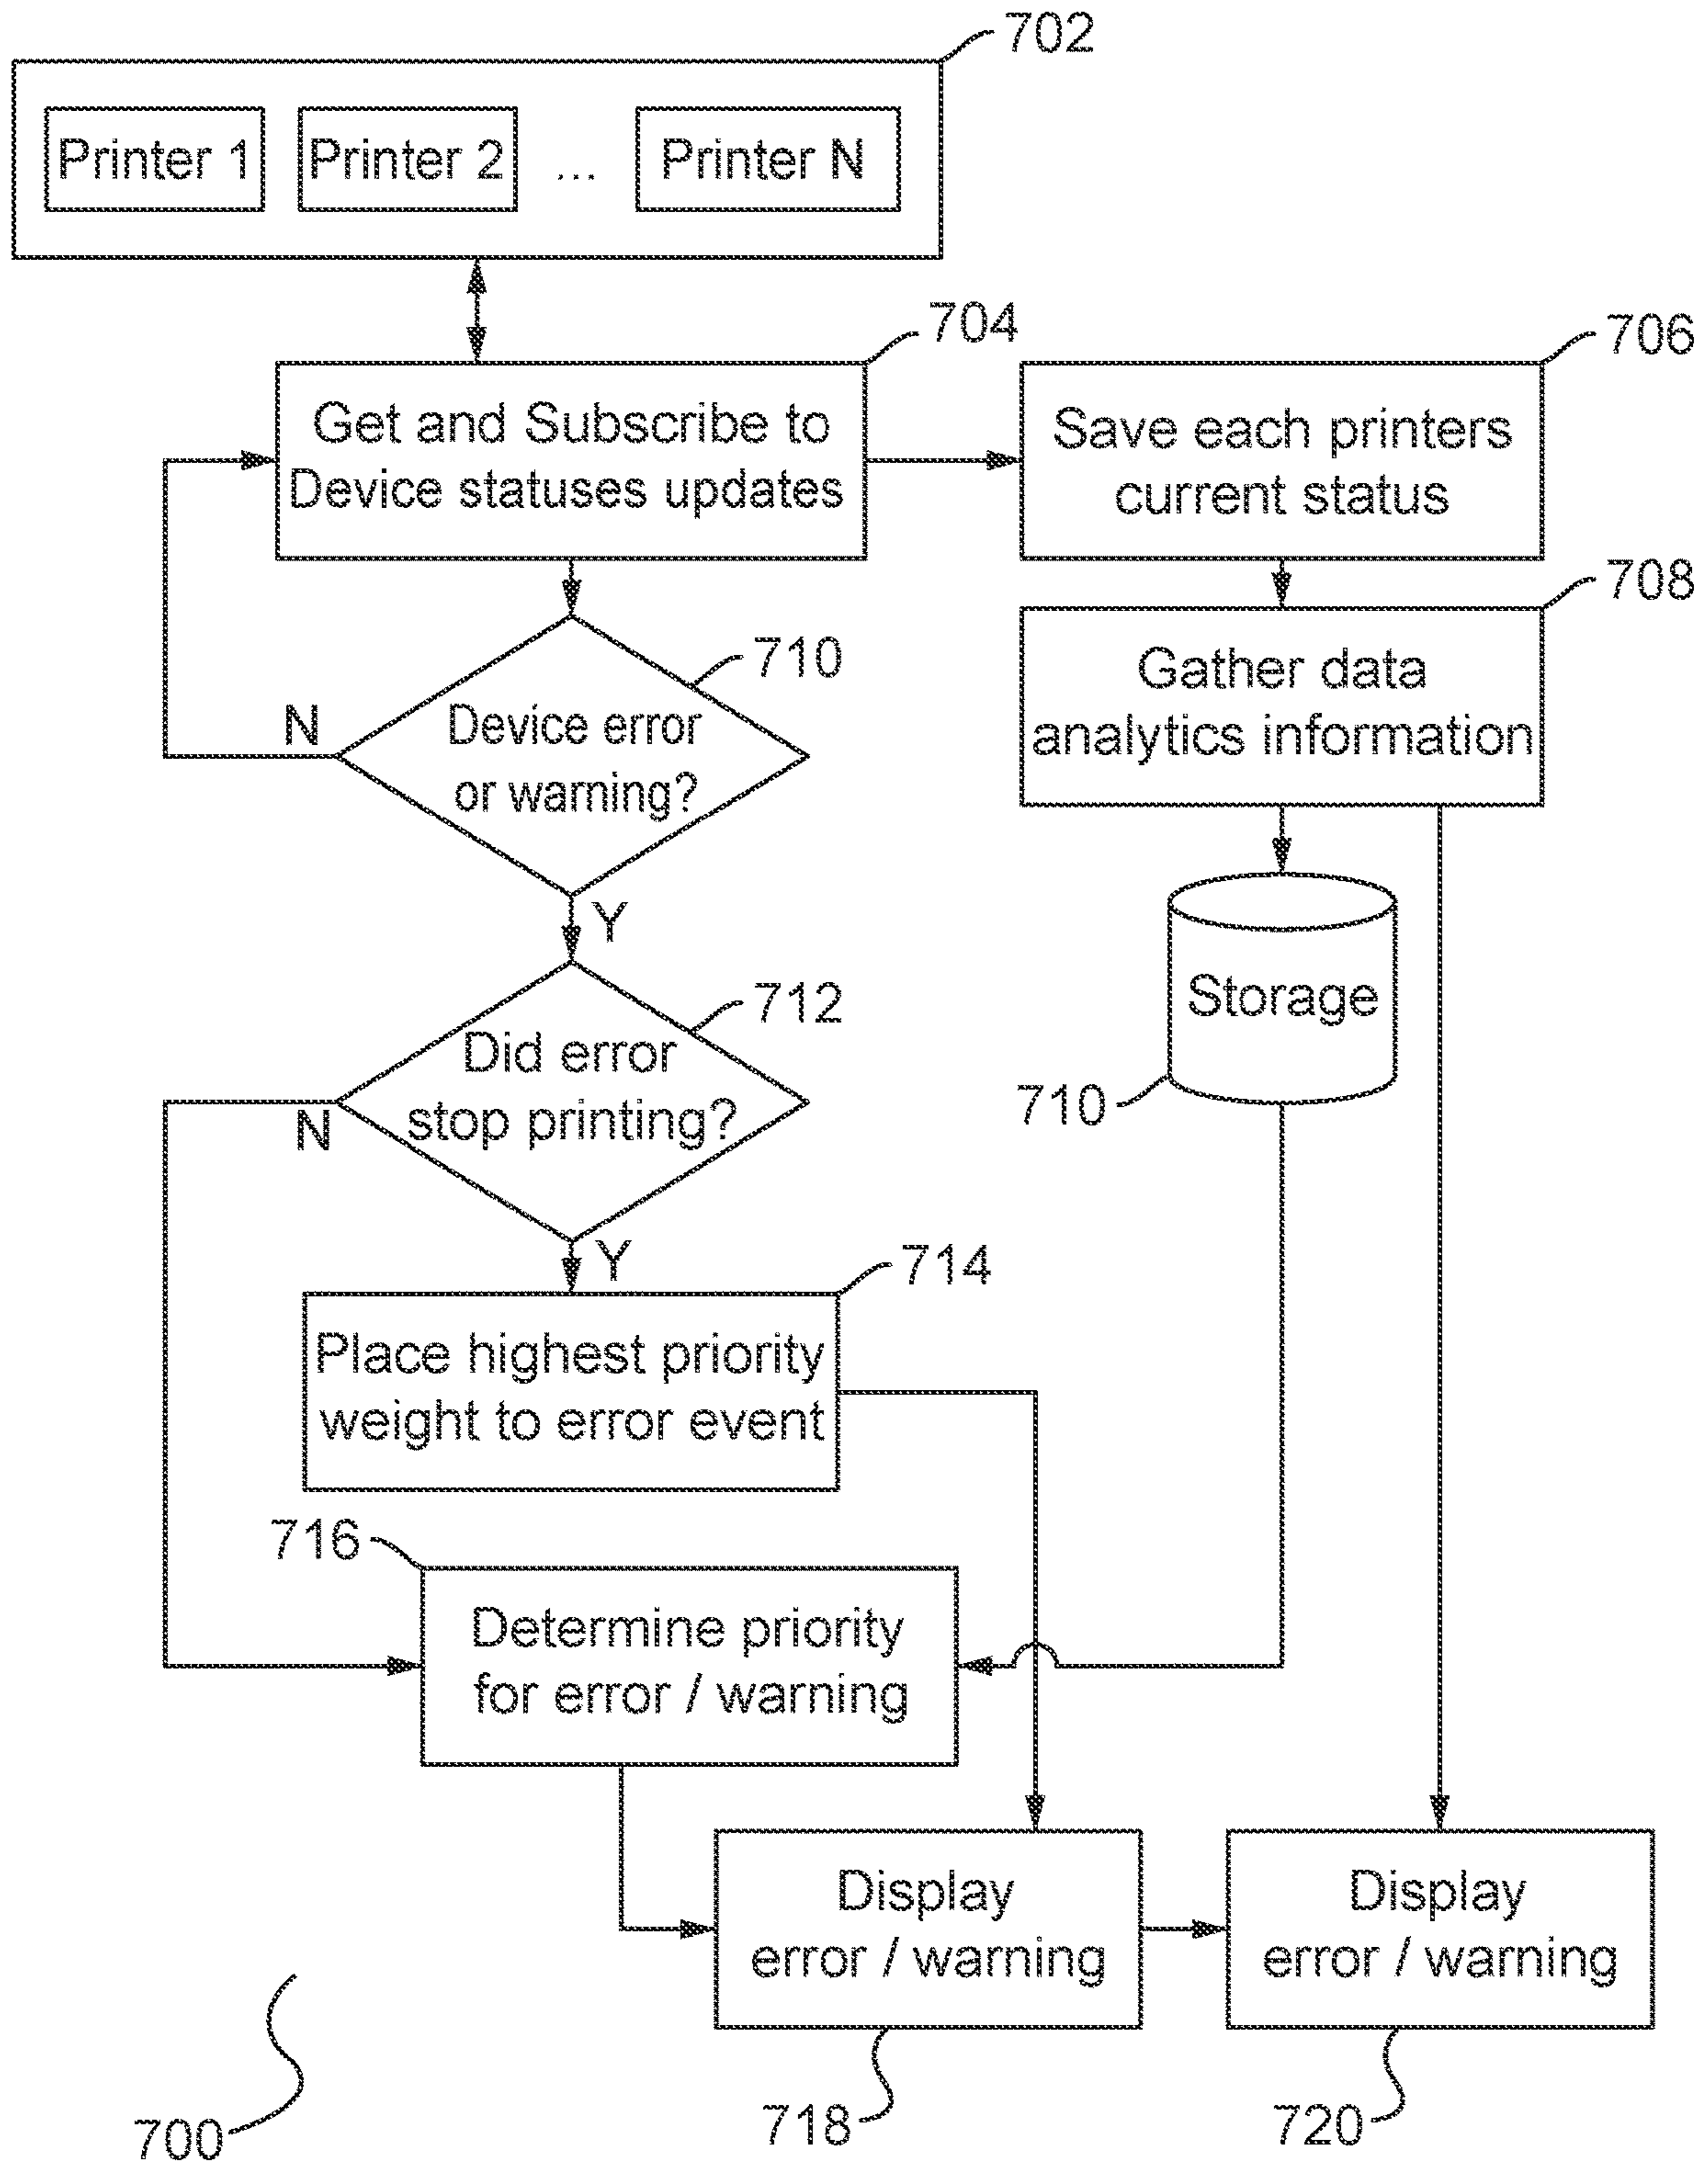 702
Printer 1
Printer 2
...
Printer N
704
Get and Subscribe to
Device statuses updates
706
Save each printers
current status
708
Gather data
analytics information
710
Device error
or warning?
N
Y
Storage
710
712
Did error
stop printing?
N
Y
714
Place highest priority
weight to error event
716
Determine priority
for error / warning
Display
error / warning
718
Display
error / warning
720
700